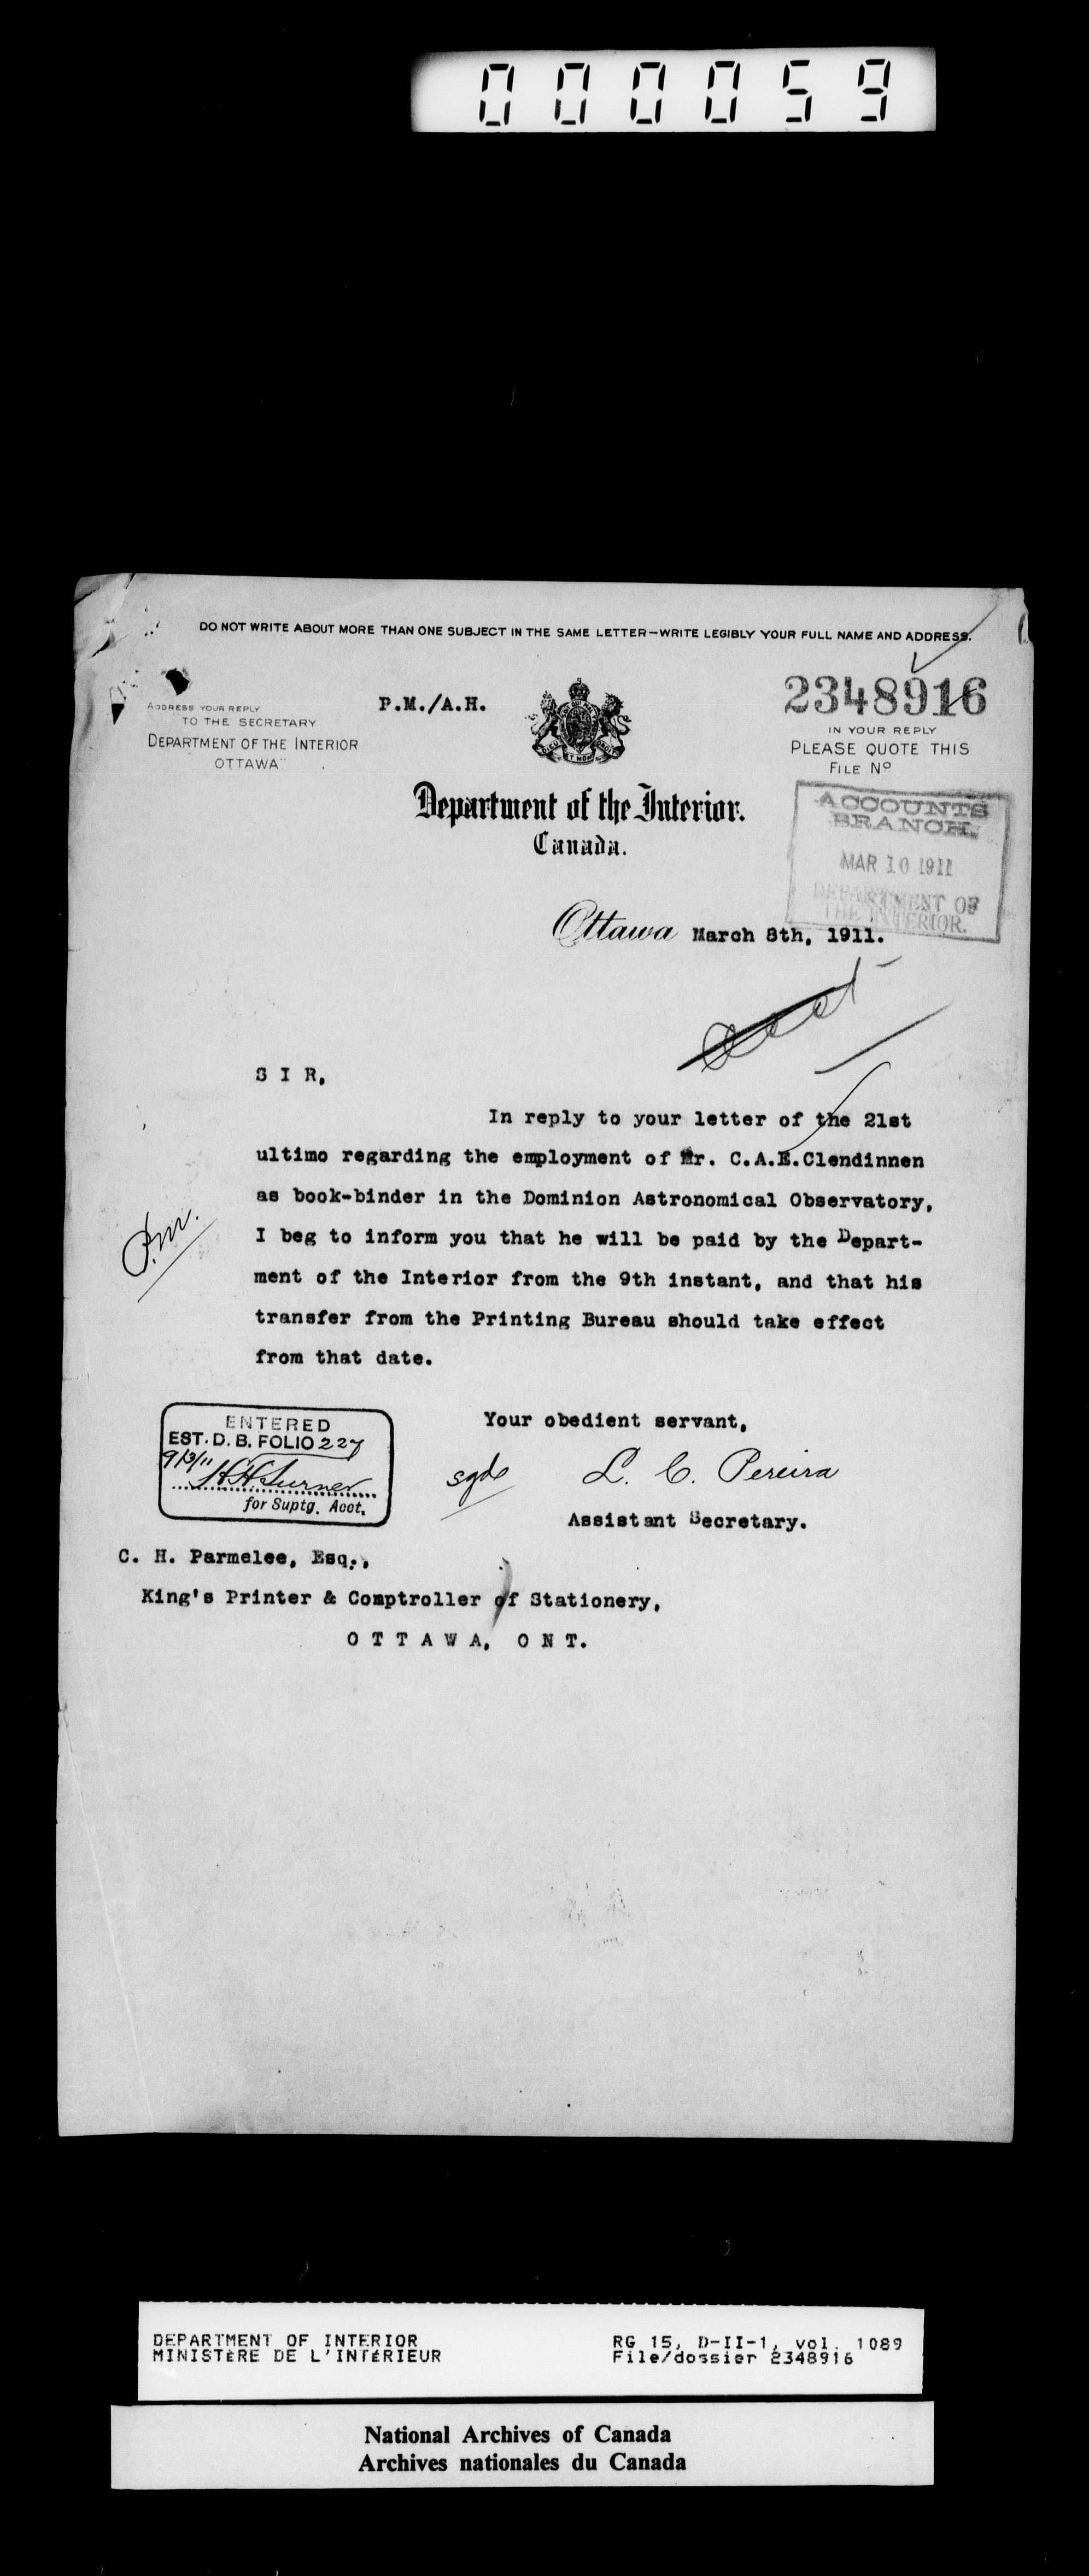 000059
DO NOT WRITE ABOUT MORE THAN ONE SUBJECT IN THE SAME LETTER—WRITE LEGIBLY YOUR FULL NAME AND ADDRESS.
ADDRESS YOUR REPLY
TO THE SECRETARY
DEPARTMENT OF THE INTERIOR
OTTAWA
P.M./A.H.
2348916
IN YOUR REPLY
PLEASE QUOTE THIS
FILE No
Department of the Interior.
Canada.
ACCOUNTS
BRANCH.
MAR 10 1911
DEPARTMENT OF
THE INTERIOR.
Ottawa March 8th, 1911.
S I R,
In reply to your letter of the 21st
ultimo regarding the employment of Mr. C.A.E.Clendinnen
as book-binder in the Dominion Astronomical Observatory,
I beg to inform you that he will be paid by the Depart-
ment of the Interior from the 9th instant, and that his
transfer from the Printing Bureau should take effect
from that date.
P.M.
ENTERED
EST. D. B. FOLIO 227
9/3/11
H H Turner
for Suptg. Acct.
Your obedient servant,
sgd L. C. Pereira
Assistant Secretary.
C. H. Parmelee, Esq.,
King's Printer & Comptroller of Stationery,
O T T A W A, O N T.
DEPARTMENT OF INTERIOR
MINISTÈRE DE L'INTÉRIEUR
RG 15, D-II-1, vol. 1089
File/dossier 2348916
National Archives of Canada
Archives nationales du Canada